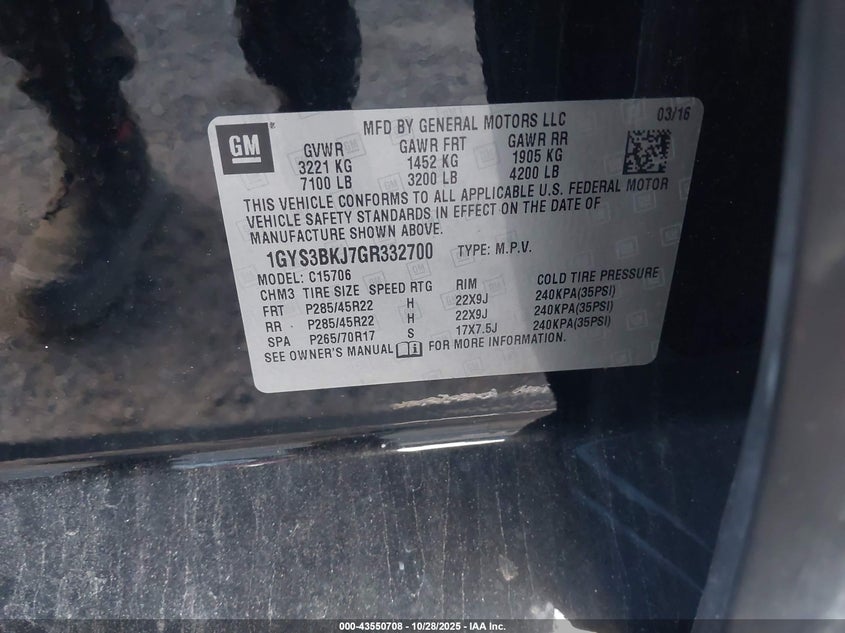 GM
MFD BY GENERAL MOTORS LLC
03/16
GVWR GAWR FRT GAWR RR
3221 KG 1452 KG 1905 KG
7100 LB 3200 LB 4200 LB
THIS VEHICLE CONFORMS TO ALL APPLICABLE U.S. FEDERAL MOTOR
VEHICLE SAFETY STANDARDS IN EFFECT ON THE DATE OF
MANUFACTURE SHOWN ABOVE.
1GYS3BKJ7GR332700 TYPE: M.P.V.
MODEL: C15706
CHM3 TIRE SIZE SPEED RTG RIM COLD TIRE PRESSURE
FRT P285/45R22 H 22X9J 240KPA(35PSI)
RR P285/45R22 H 22X9J 240KPA(35PSI)
SPA P265/70R17 S 17X7.5J 240KPA(35PSI)
SEE OWNER'S MANUAL FOR MORE INFORMATION.
000-43550708 | 10/28/2025 - IAA Inc.